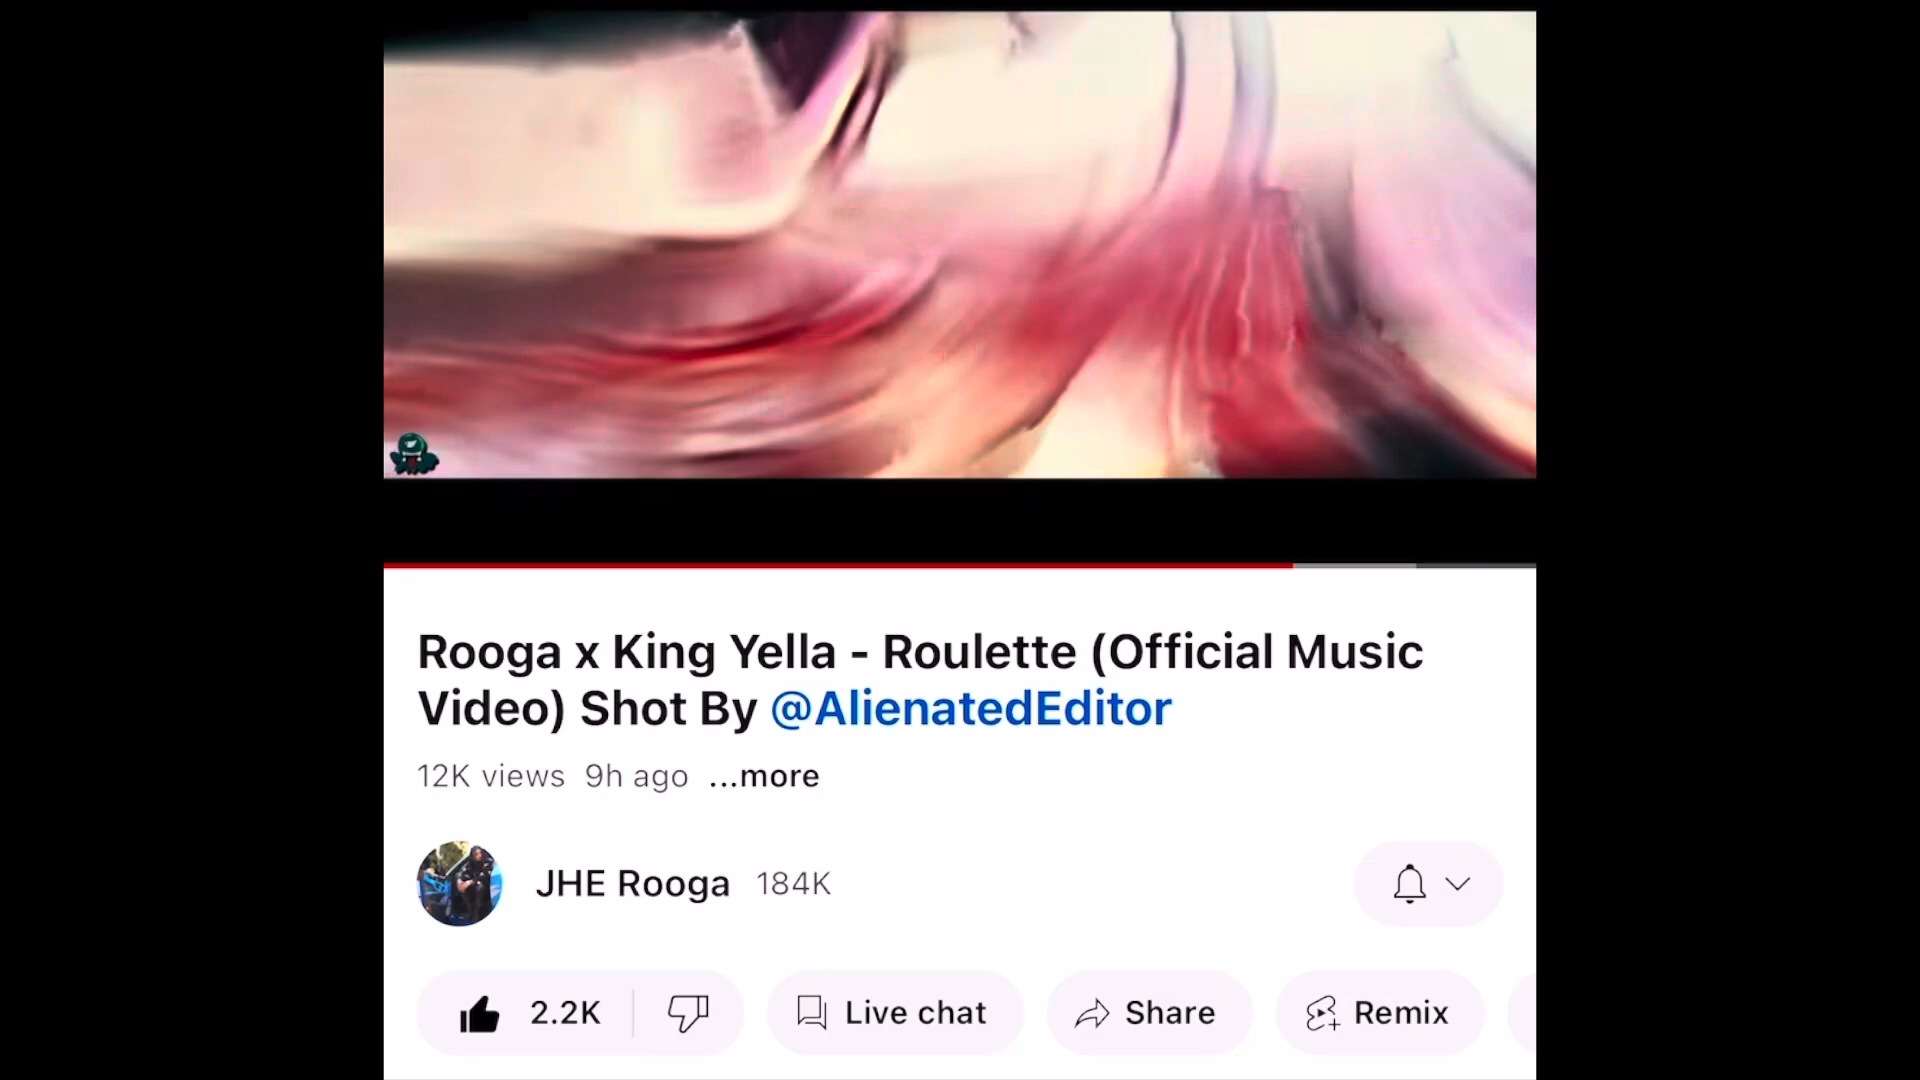 Rooga x King Yella - Roulette (Official Music
Video) Shot By @AlienatedEditor
12K views 9h ago ...more
JHE Rooga 184K
2.2K Live chat Share Remix